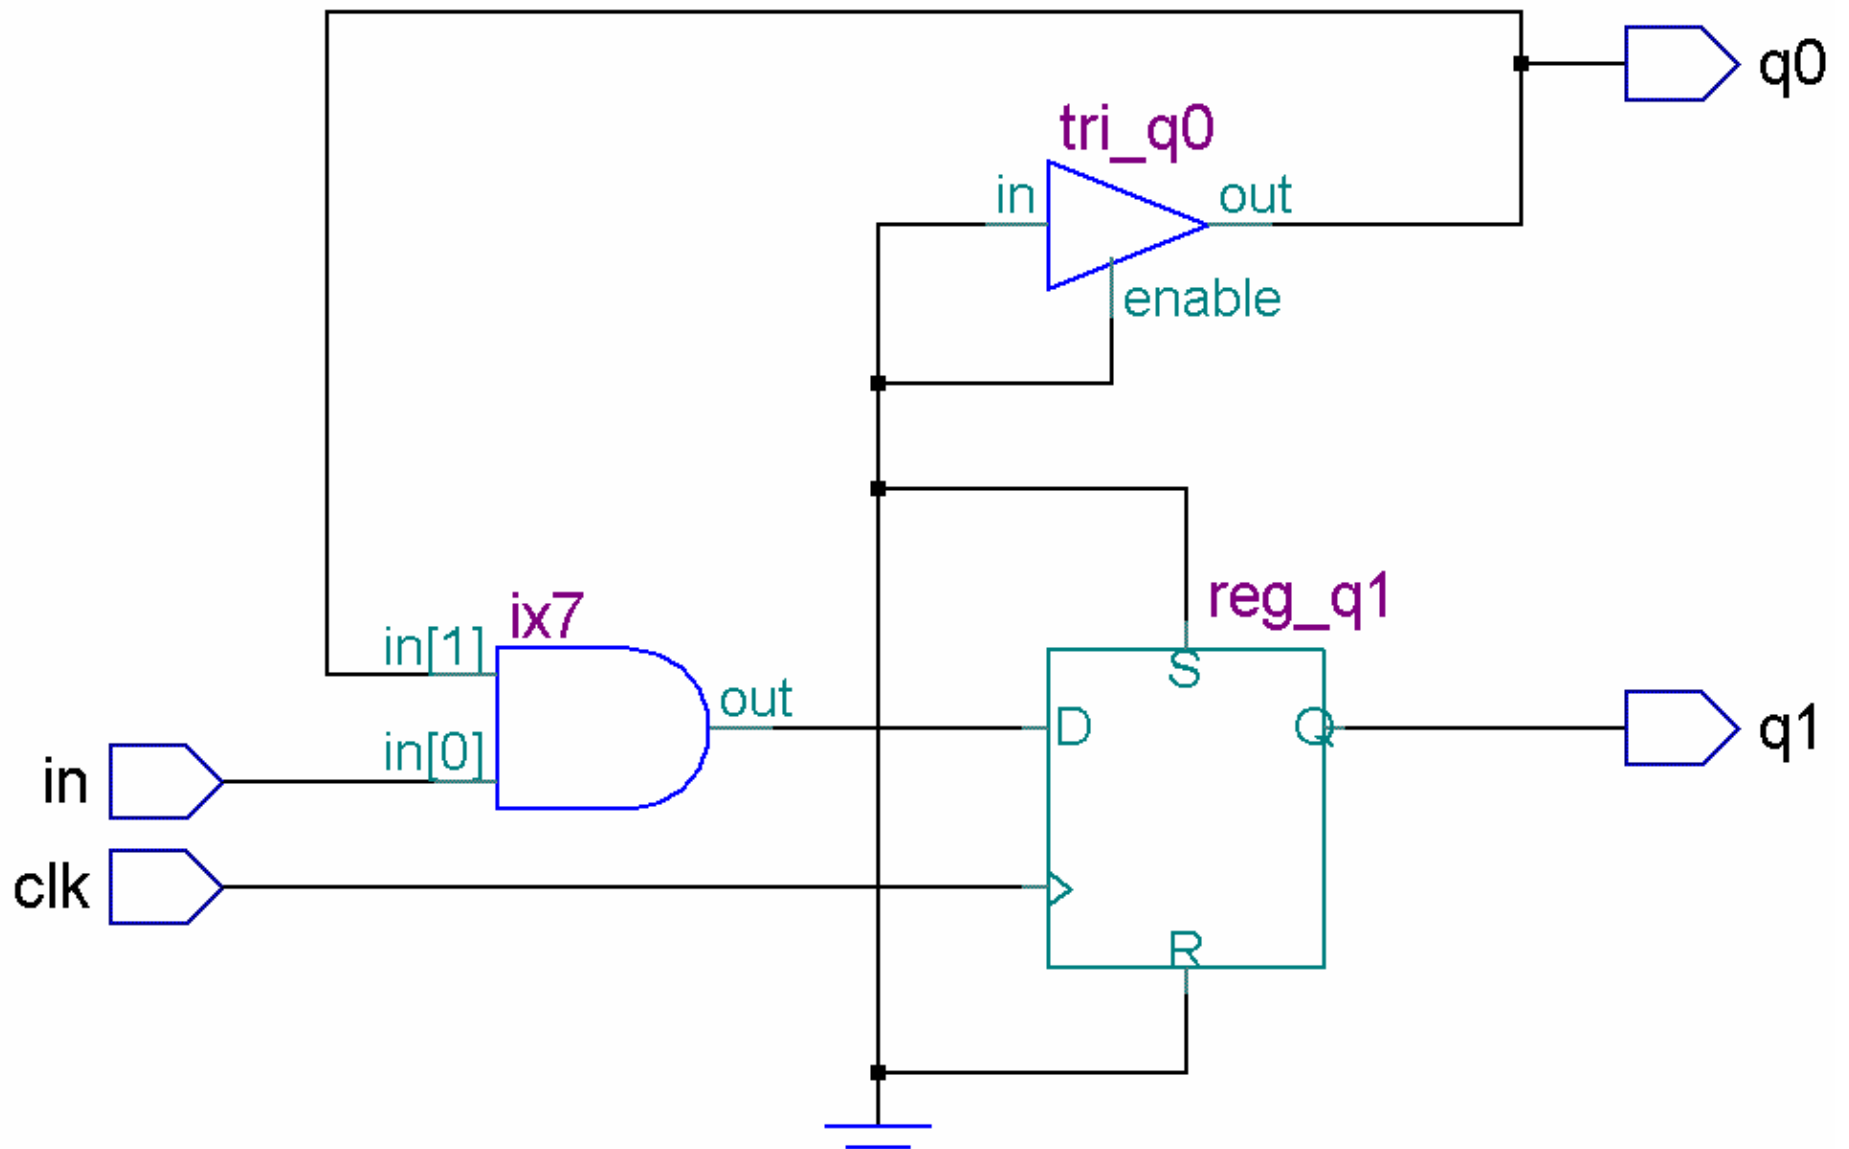 q0
tri_q0
in
out
enable
reg_q1
ix7
in[1]
S
out
D
Q
q1
in[0]
in
clk
R